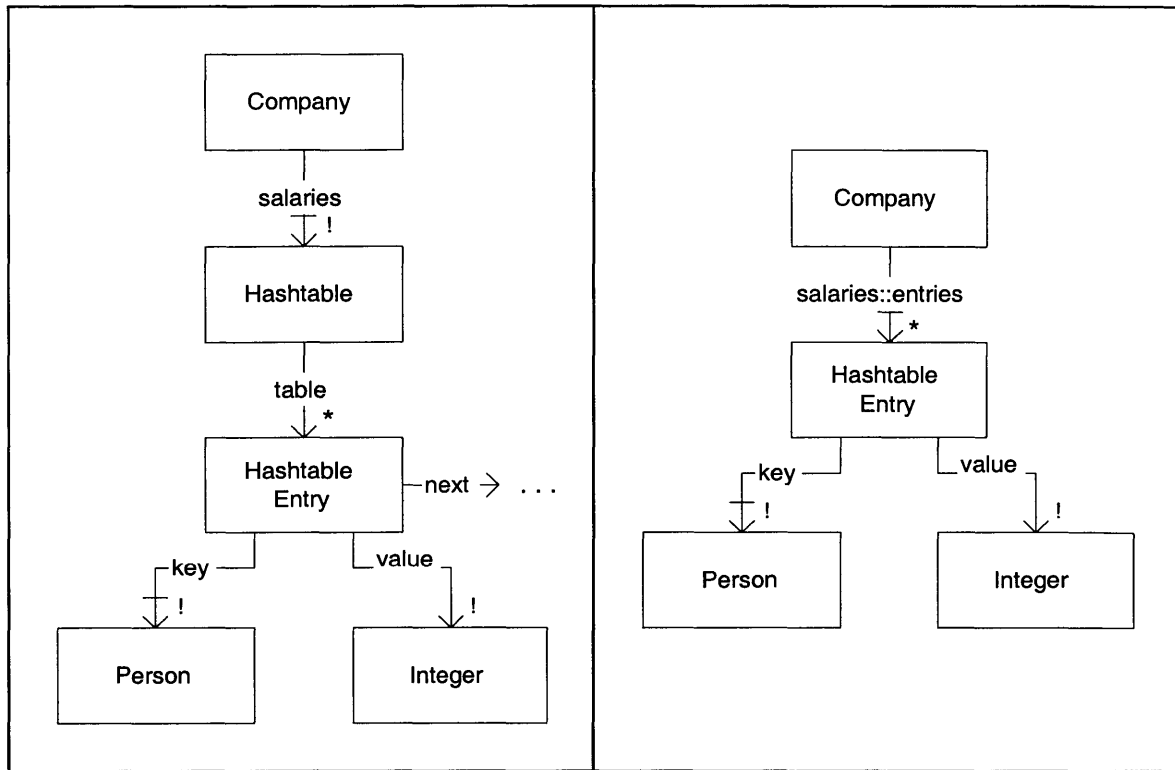 Company
salaries
!
Hashtable
table
*
Hashtable
Entry
next
. . .
key
value
!
!
Person
Integer
Company
salaries::entries
*
Hashtable
Entry
key
value
!
!
Person
Integer